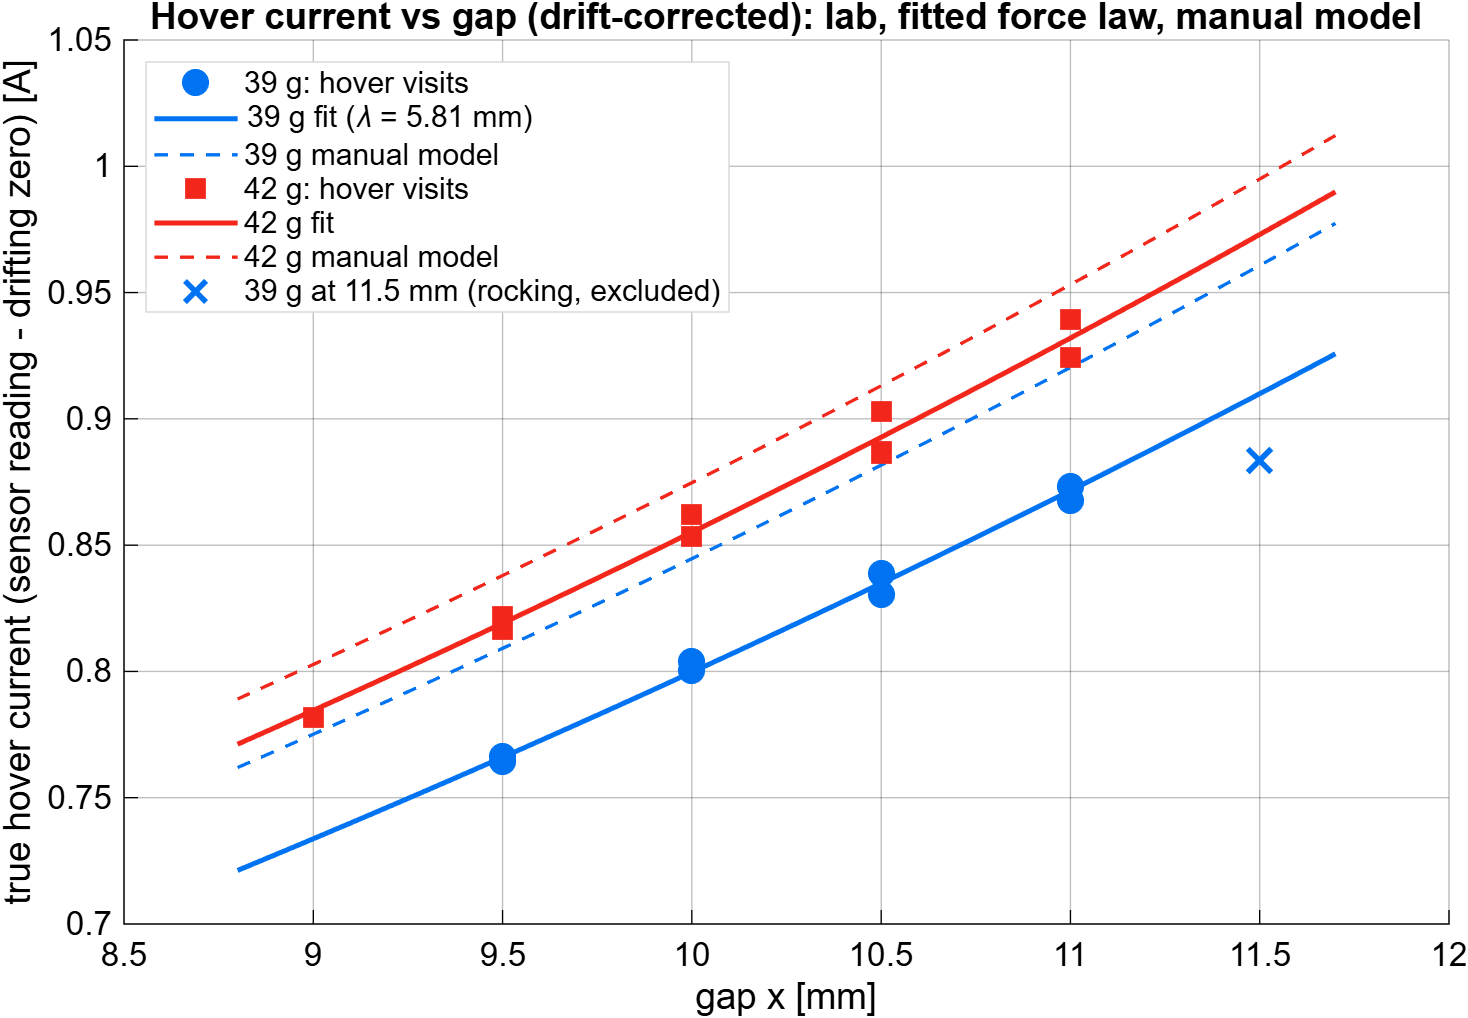 Hover current vs gap (drift-corrected): lab, fitted force law, manual model
true hover current (sensor reading - drifting zero) [A]
1.05
1
0.95
0.9
0.85
0.8
0.75
0.7
39 g: hover visits
39 g fit (λ = 5.81 mm)
39 g manual model
42 g: hover visits
42 g fit
42 g manual model
39 g at 11.5 mm (rocking, excluded)
8.5 9 9.5 10 10.5 11 11.5 12
gap x [mm]